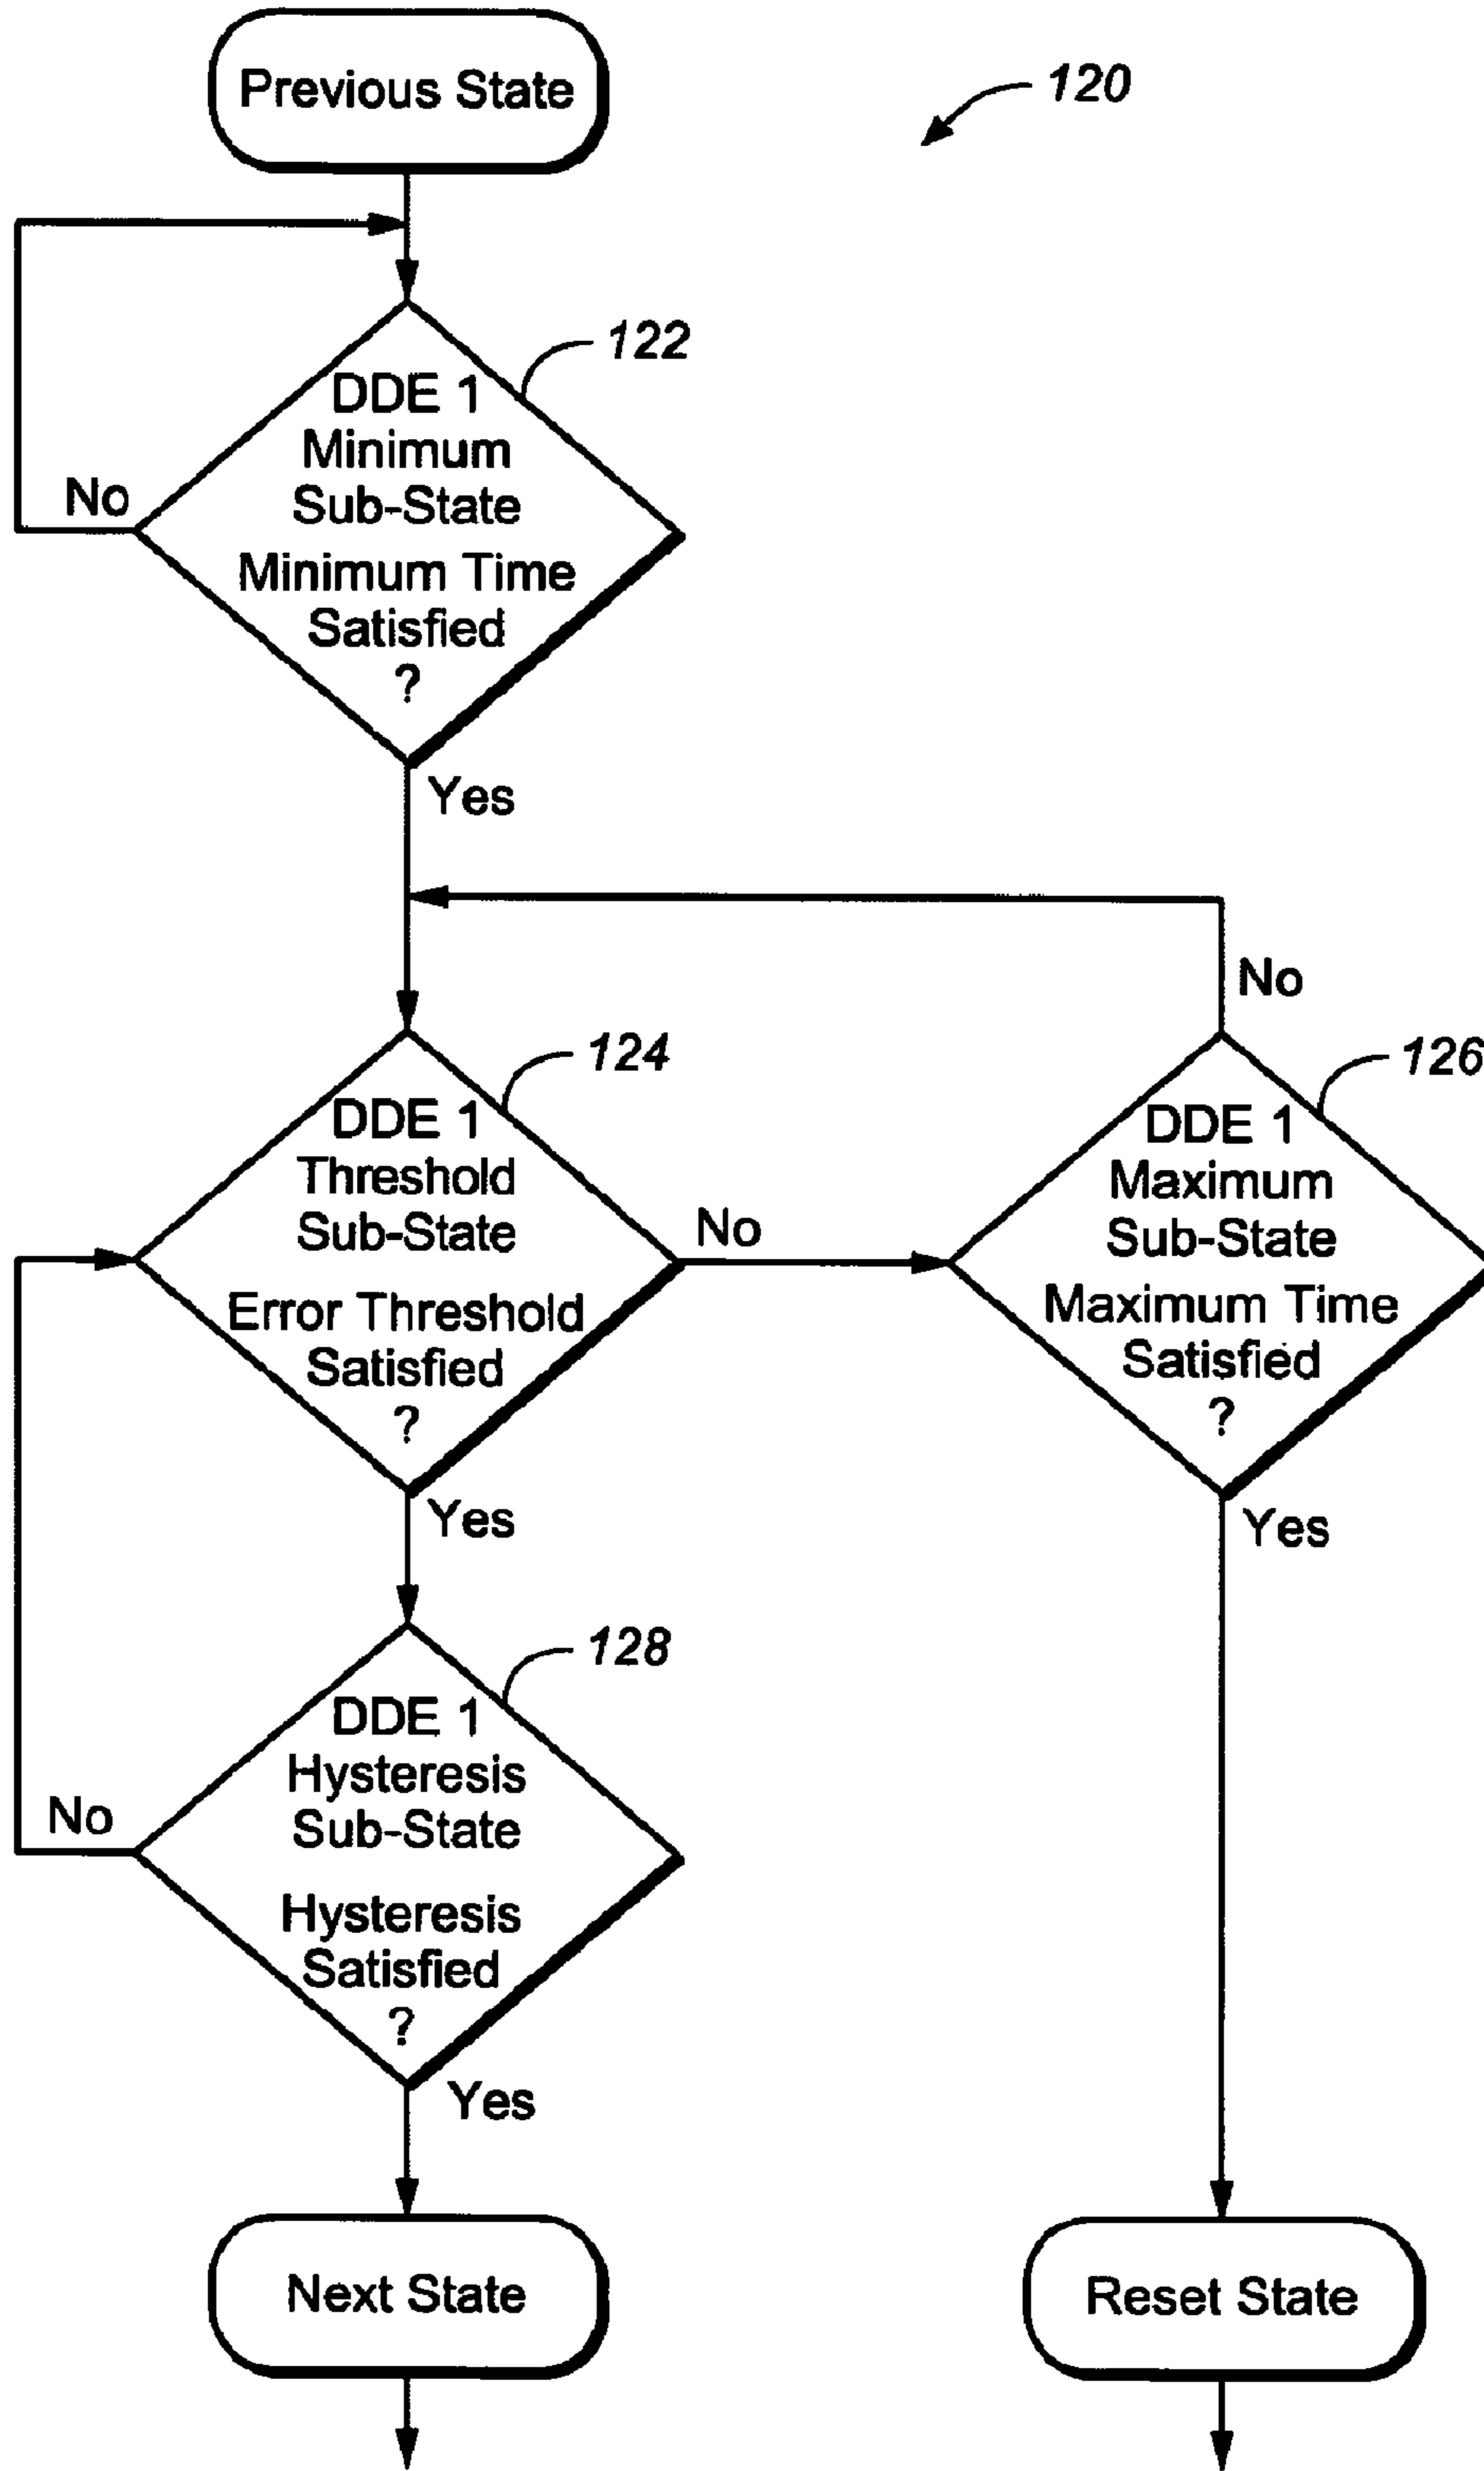 Previous State
120
122
DDE 1
Minimum
Sub-State
Minimum Time
Satisfied
?
No
Yes
No
124
DDE 1
Threshold
Sub-State
Error Threshold
Satisfied
?
No
Yes
126
DDE 1
Maximum
Sub-State
Maximum Time
Satisfied
?
Yes
128
DDE 1
Hysteresis
Sub-State
Hysteresis
Satisfied
?
No
Yes
Next State
Reset State